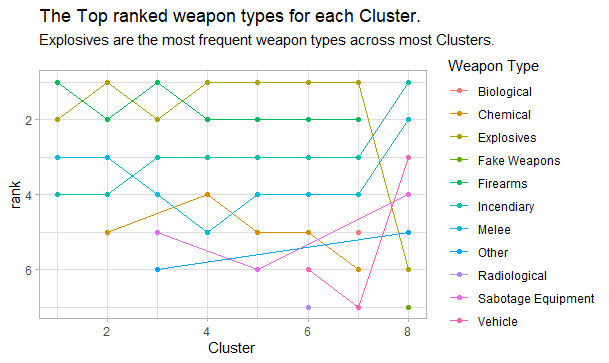 The Top ranked weapon types for each Cluster.
Explosives are the most frequent weapon types across most Clusters.
Weapon Type
Biological
Chemical
Explosives
Fake Weapons
Firearms
Incendiary
Melee
Other
Radiological
Sabotage Equipment
Vehicle
rank
2
4
6
2
4
6
8
Cluster